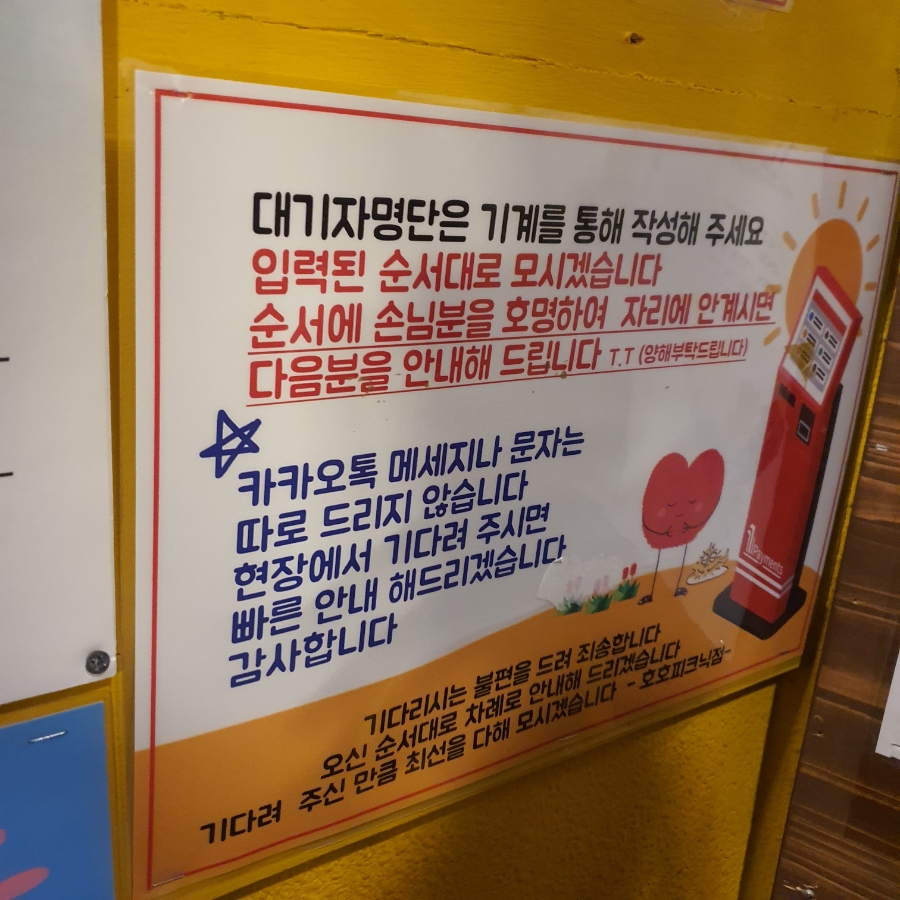 대기자명단은 기계를 통해 작성해 주세요
입력된 순서대로 모시겠습니다
순서에 손님분을 호명하여 자리에 안계시면
다음분을 안내해 드립니다 T.T (양해부탁드립니다)
카카오톡 메세지나 문자는
따로 드리지 않습니다
현장에서 기다려 주시면
빠른 안내 해드리겠습니다
감사합니다
Payments
기다리시는 불편을 드려 죄송합니다
오신 순서대로 차례로 안내해 드리겠습니다
기다려 주신 만큼 최선을 다해 모시겠습니다 - 호호피크닉점-